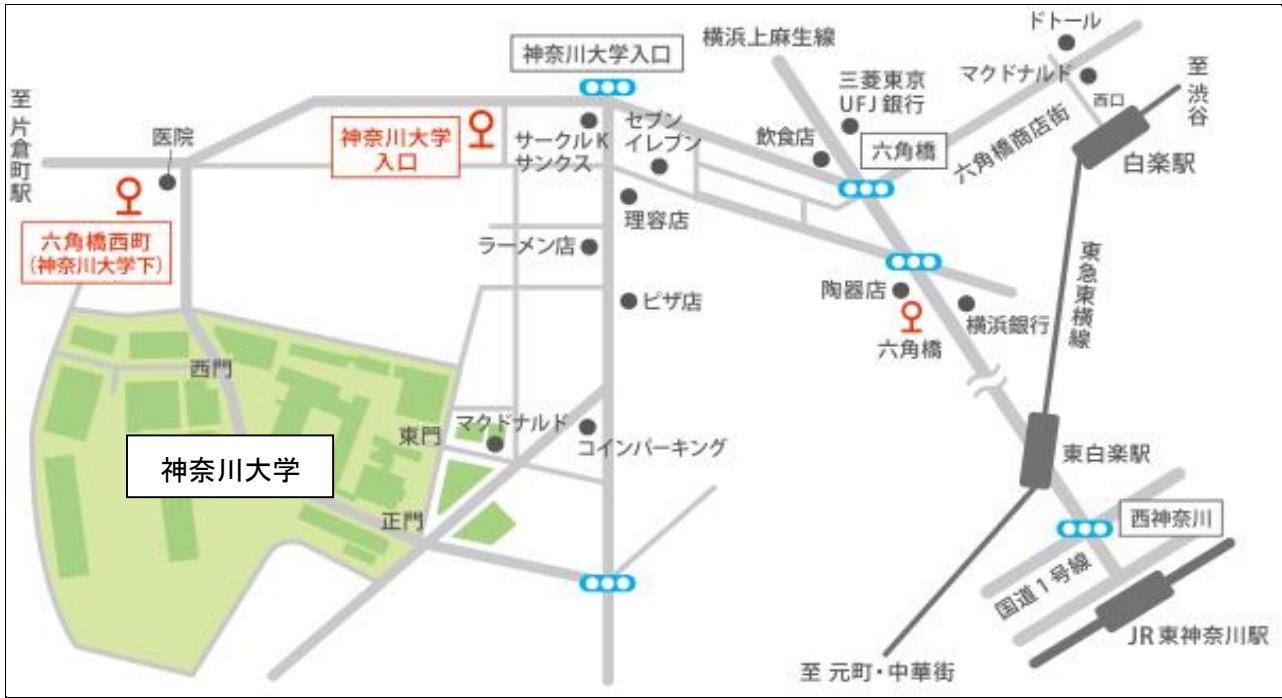 ドトール
横浜上麻生線
神奈川大学入口
三菱東京
UFJ 銀行
マクドナルド
至 渋谷
西口
至 片倉町駅
医院
神奈川大学
入口
サークルK
サンクス
セブン
イレブン
飲食店
六角橋
六角橋商店街
白楽駅
理容店
六角橋西町
(神奈川大学下)
ラーメン店
陶器店
東急東横線
ピザ店
横浜銀行
六角橋
西門
マクドナルド
東門
コインパーキング
東白楽駅
神奈川大学
正門
西神奈川
国道1号線
JR 東神奈川駅
至 元町・中華街